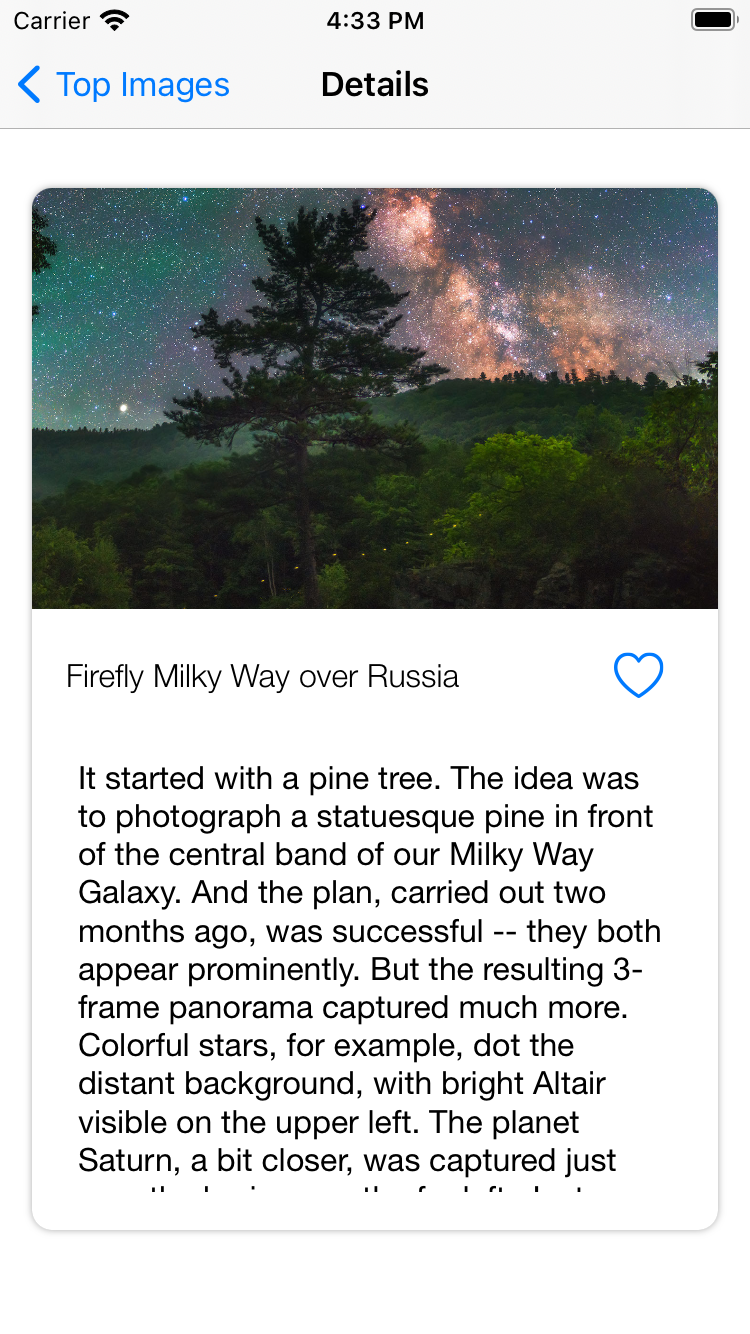 Carrier 4:33 PM
Top Images Details
Firefly Milky Way over Russia
It started with a pine tree. The idea was
to photograph a statuesque pine in front
of the central band of our Milky Way
Galaxy. And the plan, carried out two
months ago, was successful -- they both
appear prominently. But the resulting 3-
frame panorama captured much more.
Colorful stars, for example, dot the
distant background, with bright Altair
visible on the upper left. The planet
Saturn, a bit closer, was captured just